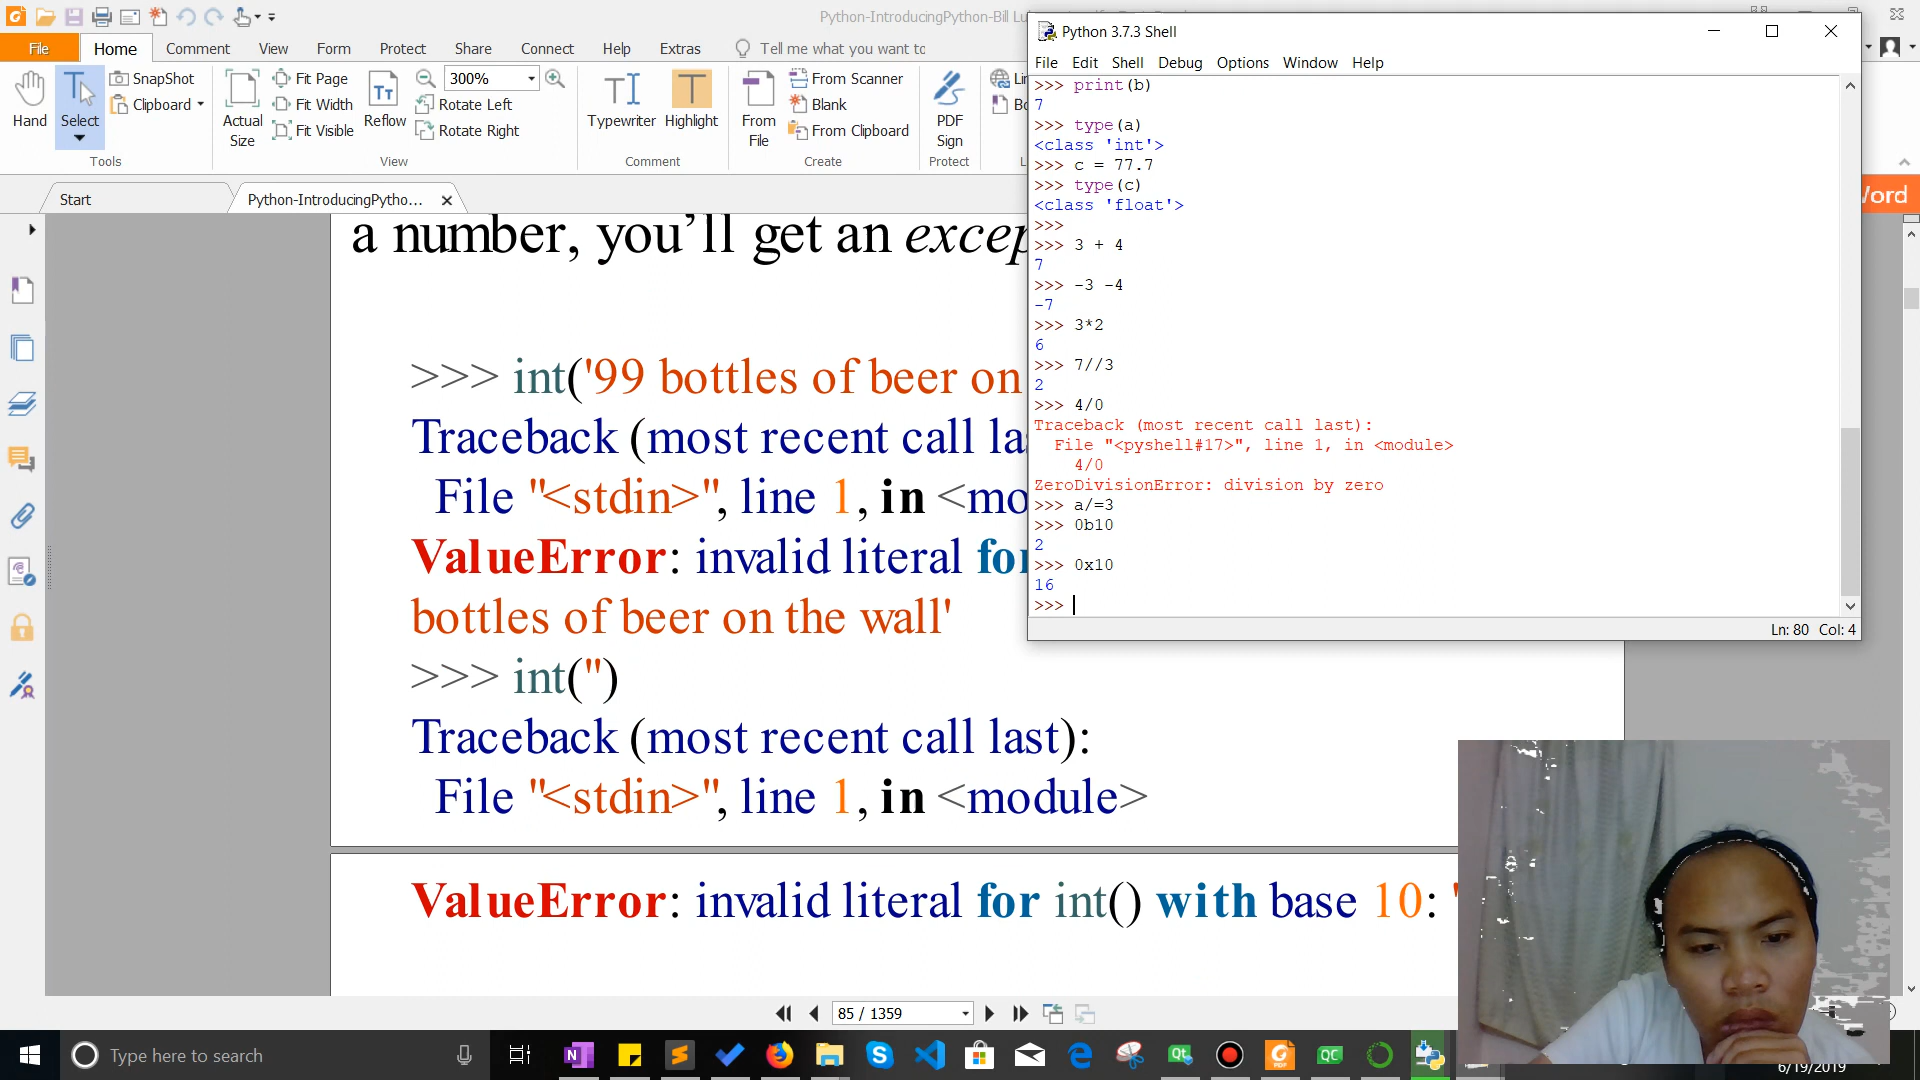 Python-IntroducingPython-Bill Lu
File
Home
Comment
View
Form
Protect
Share
Connect
Help
Extras
Tell me what you want to
Hand
Select
SnapShot
Clipboard
Tools
Actual
Size
Fit Page
Fit Width
Fit Visible
Reflow
300%
Rotate Left
Rotate Right
View
Typewriter
Highlight
Comment
From
File
From Scanner
Blank
From Clipboard
Create
PDF
Sign
Protect
Start
Python-IntroducingPytho...
Word
a number, you’ll get an excep
>>> int('99 bottles of beer on
Traceback (most recent call la
File "<stdin>", line 1, in <mo
ValueError: invalid literal for
bottles of beer on the wall'
>>> int('')
Traceback (most recent call last):
File "<stdin>", line 1, in <module>
ValueError: invalid literal for int() with base 10: '
Python 3.7.3 Shell
File Edit Shell Debug Options Window Help
>>> print(b)
7
>>> type(a)
<class 'int'>
>>> c = 77.7
>>> type(c)
<class 'float'>
>>>
>>> 3 + 4
7
>>> -3 -4
-7
>>> 3*2
6
>>> 7//3
2
>>> 4/0
Traceback (most recent call last):
  File "<pyshell#17>", line 1, in <module>
    4/0
ZeroDivisionError: division by zero
>>> a/=3
>>> 0b10
2
>>> 0x10
16
>>>
Ln: 80 Col: 4
85 / 1359
Type here to search
6/19/2019